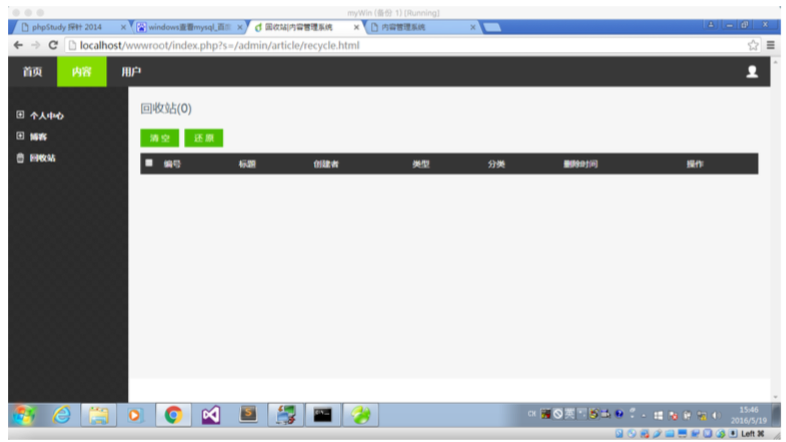 myWin (备份 1) [Running]
phpStudy 探针 2014
windows查看mysql_百
回收站|内容管理系统
内容管理系统
localhost/wwwroot/index.php?s=/admin/article/recycle.html
首页 内容 用户
个人中心
博客
回收站
回收站(0)
清空 还原
编号 标题 创建者 类型 分类 删除时间 操作
15:46
2016/5/19
Left ⌘